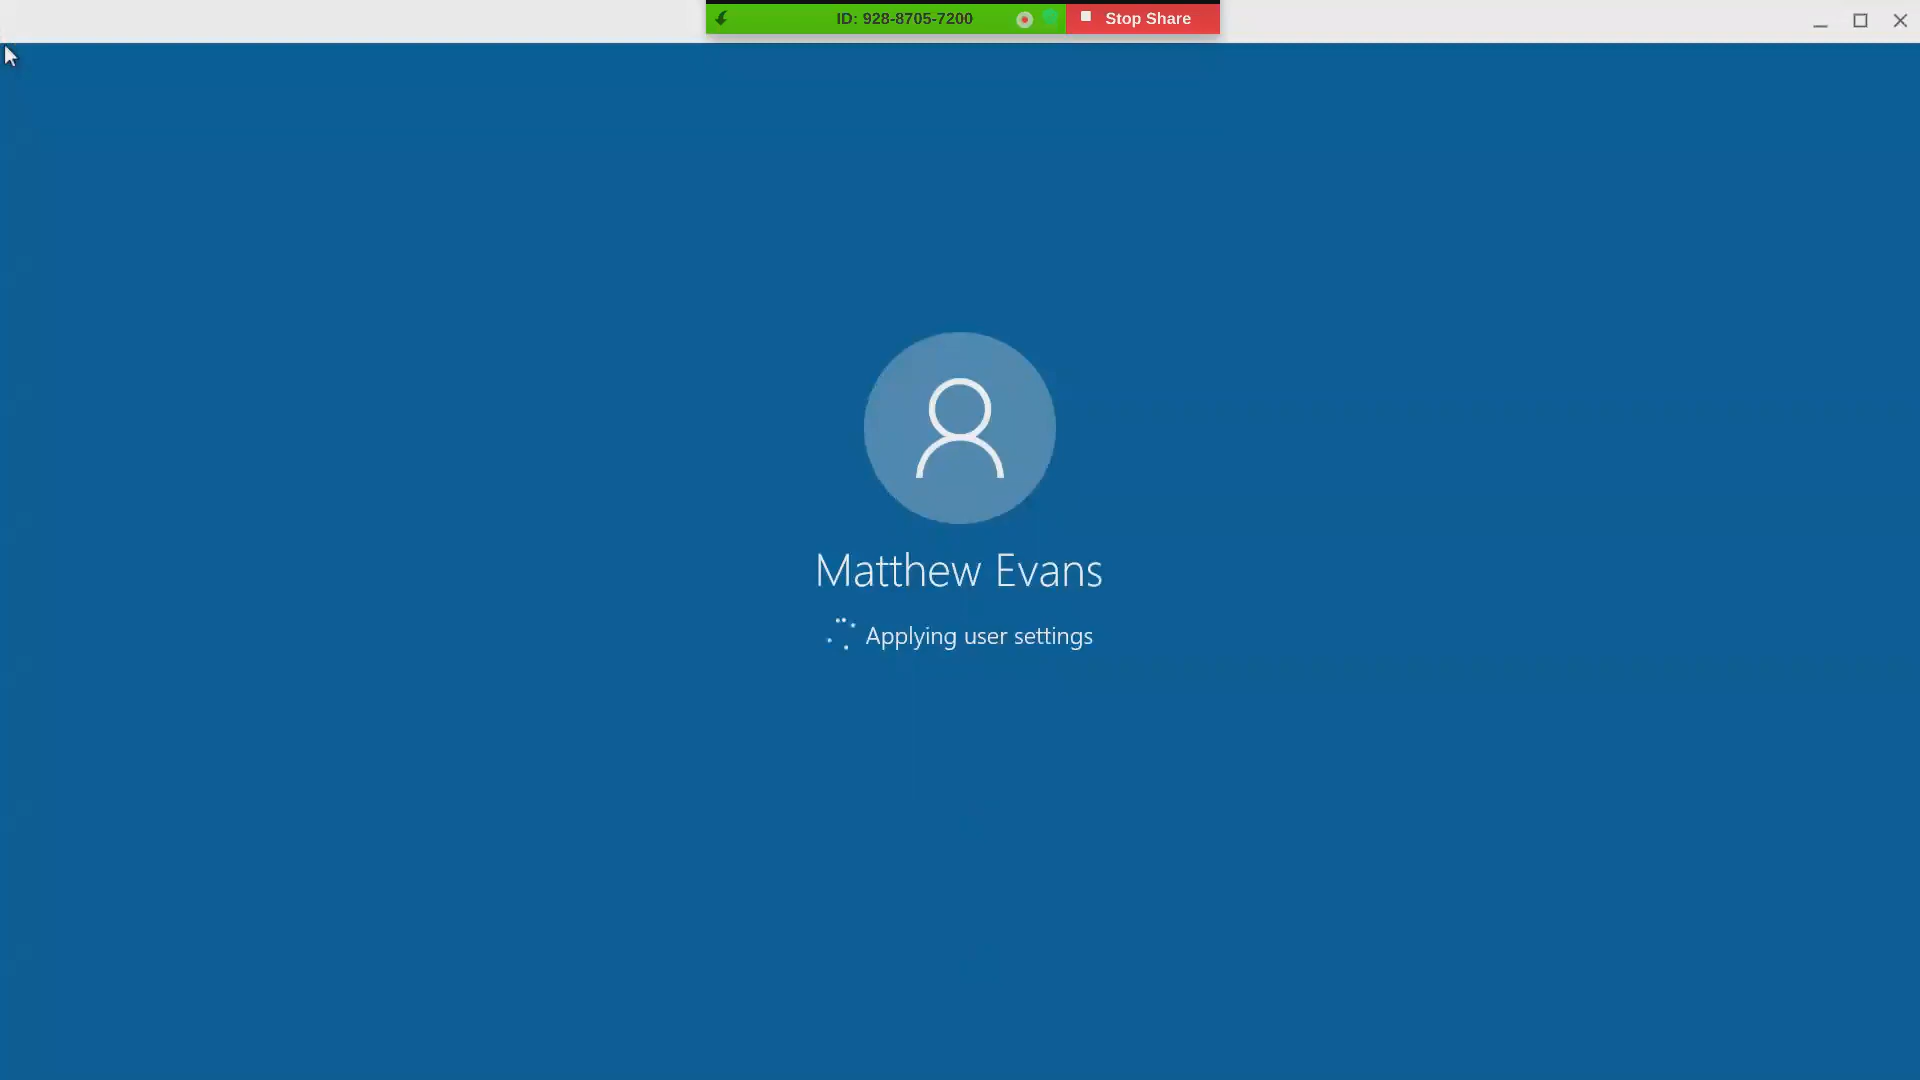 ID: 928-8705-7200
Stop Share
Matthew Evans
Applying user settings